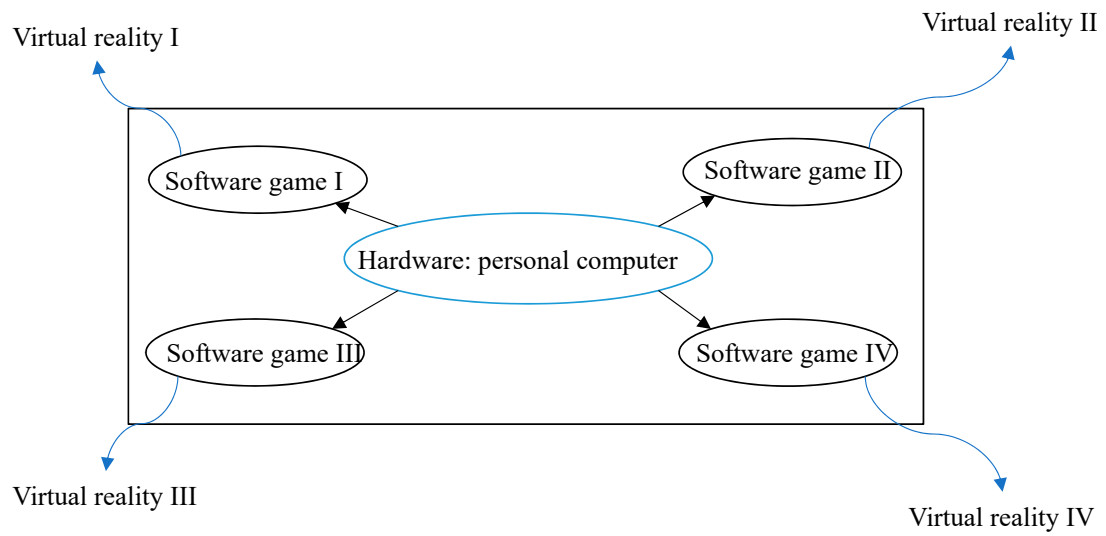 Virtual reality I
Virtual reality II
Software game I
Software game II
Hardware: personal computer
Software game III
Software game IV
Virtual reality III
Virtual reality IV